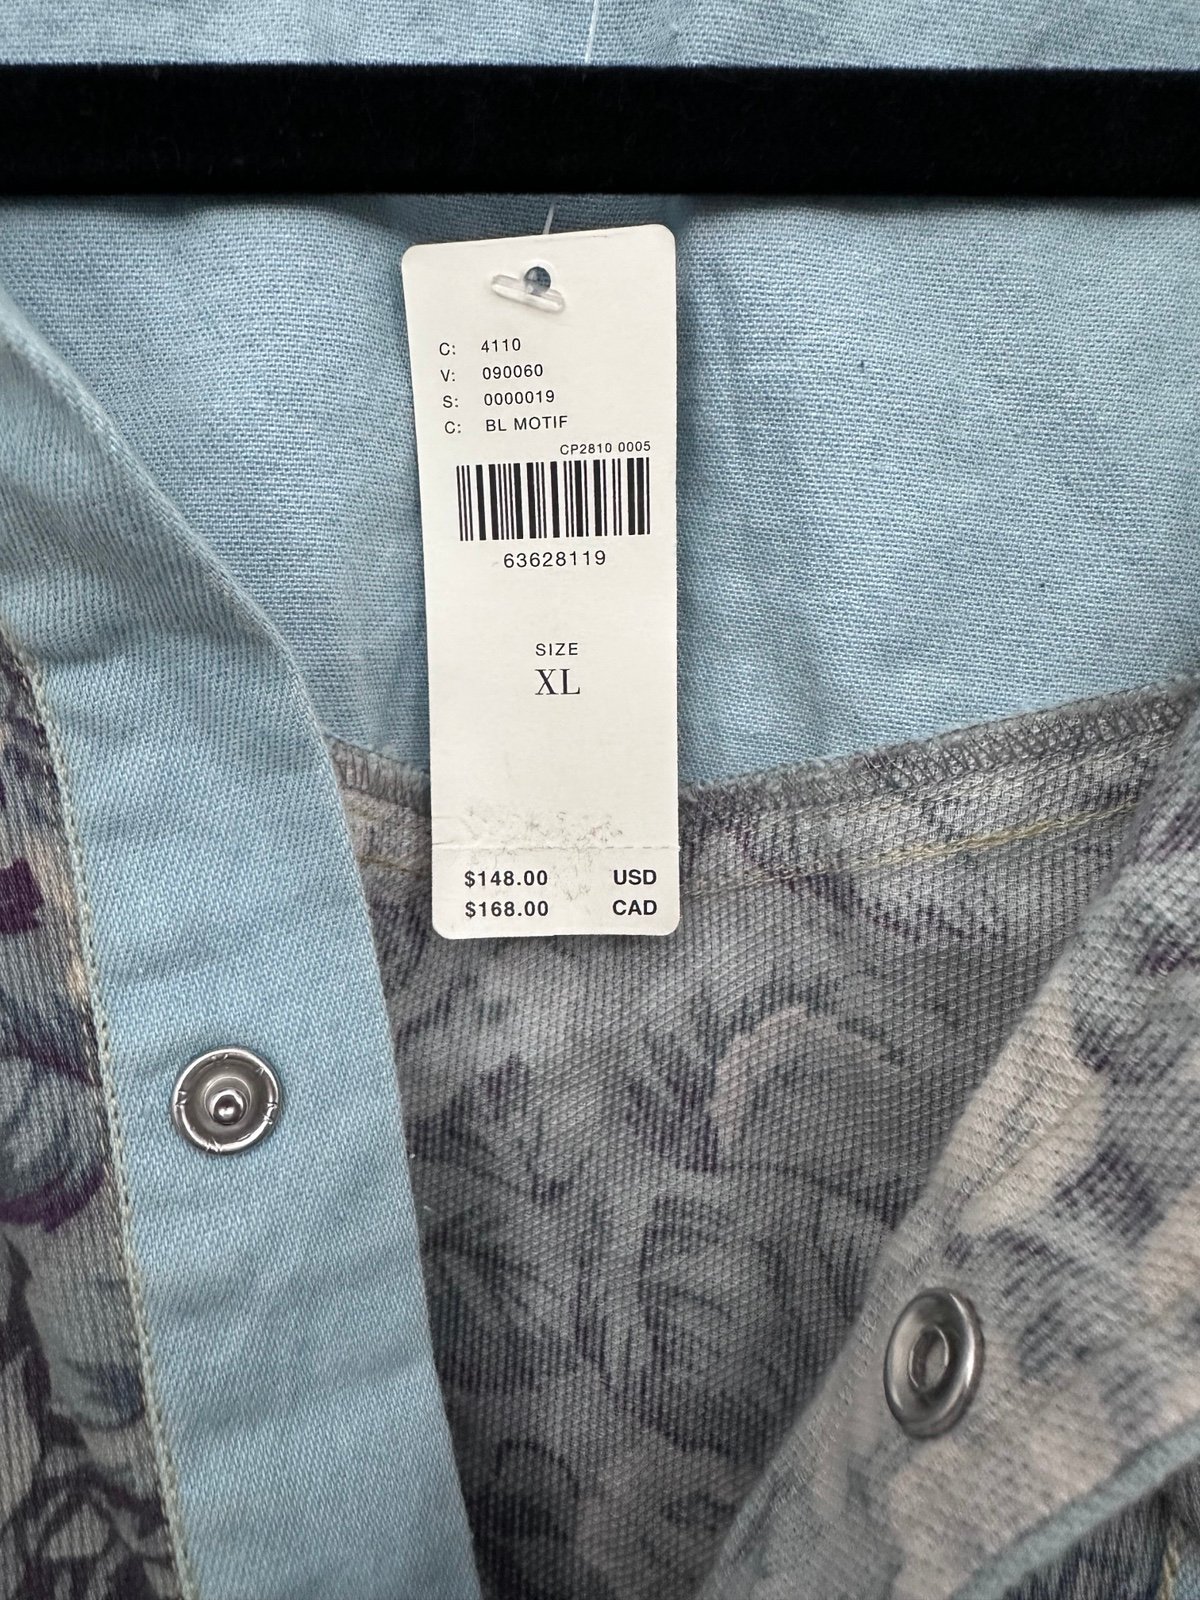 C: 4110
V: 090060
S: 0000019
C: BL MOTIF
CP2810 0005
63628119
SIZE
XL
$148.00 USD
$168.00 CAD